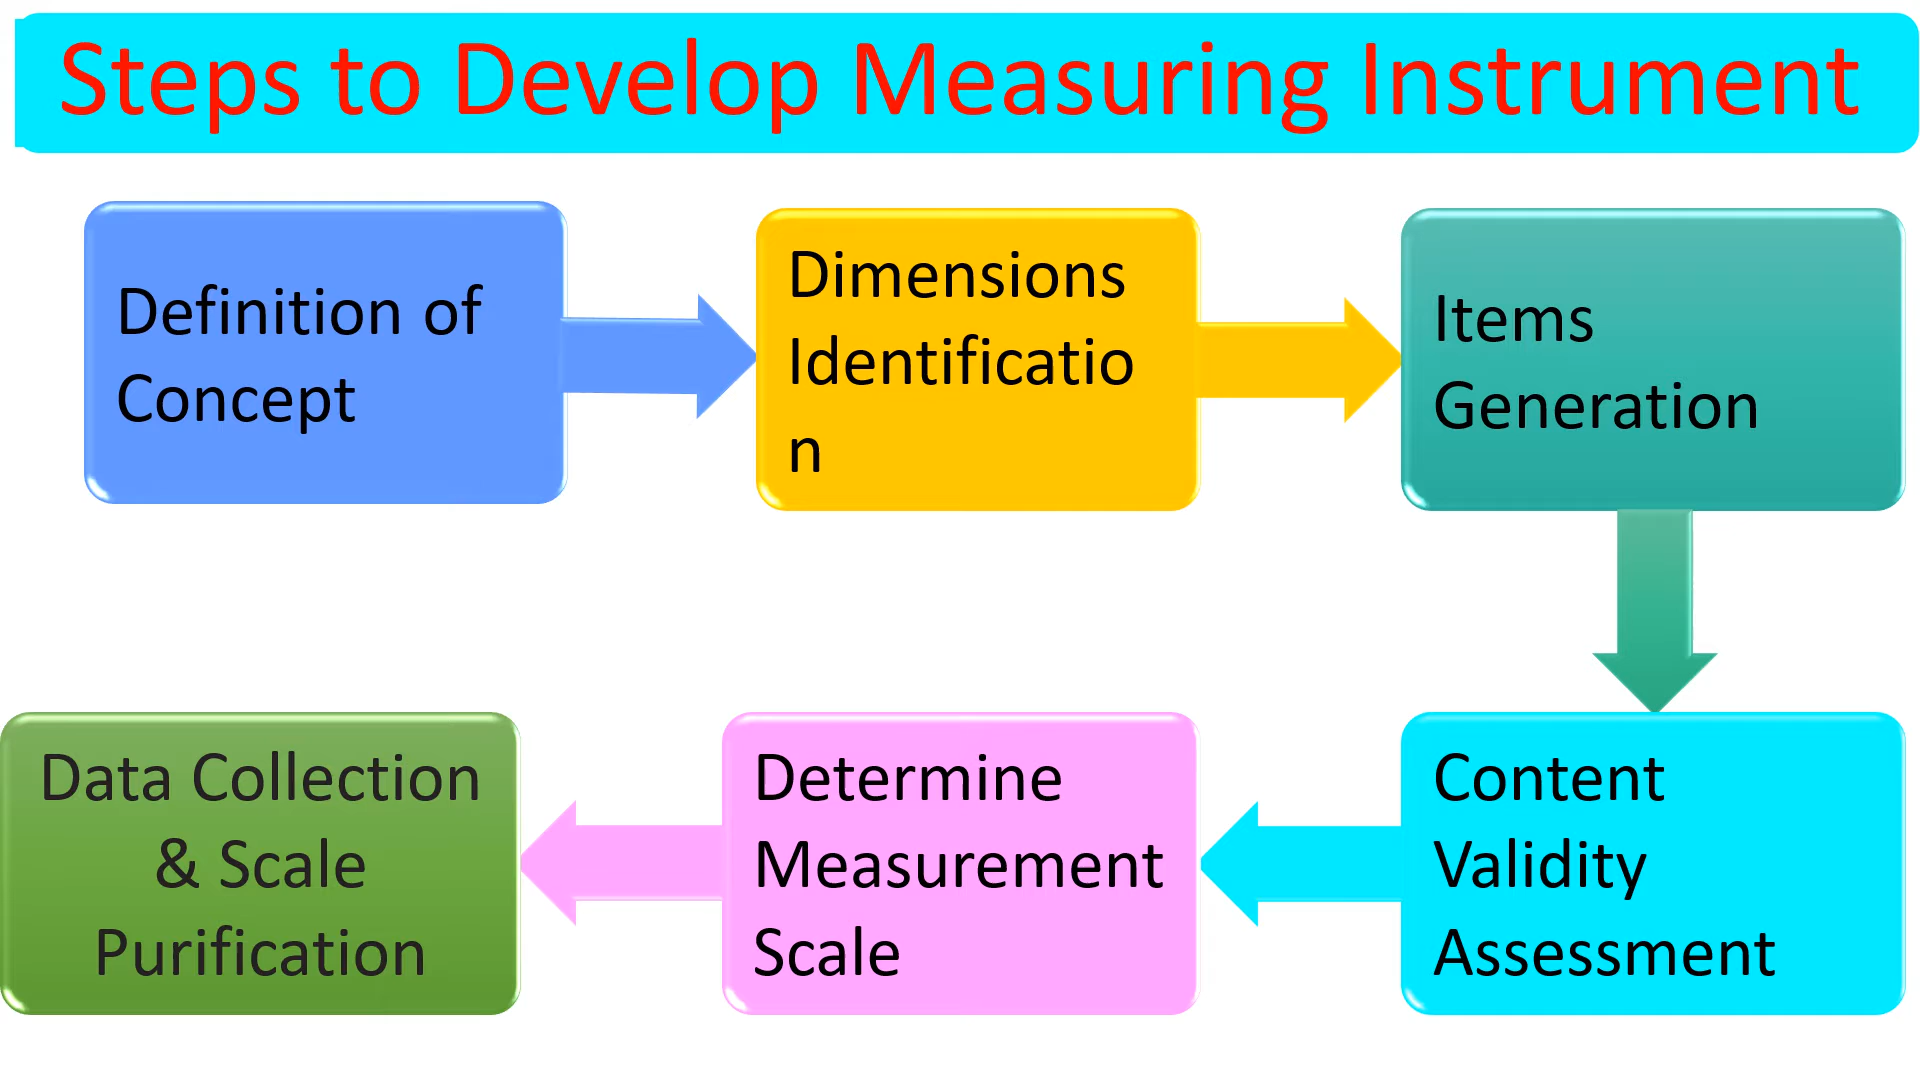 Steps to Develop Measuring Instrument
Definition of
Concept
Dimensions
Identificatio
n
Items
Generation
Content
Validity
Assessment
Determine
Measurement
Scale
Data Collection
& Scale
Purification